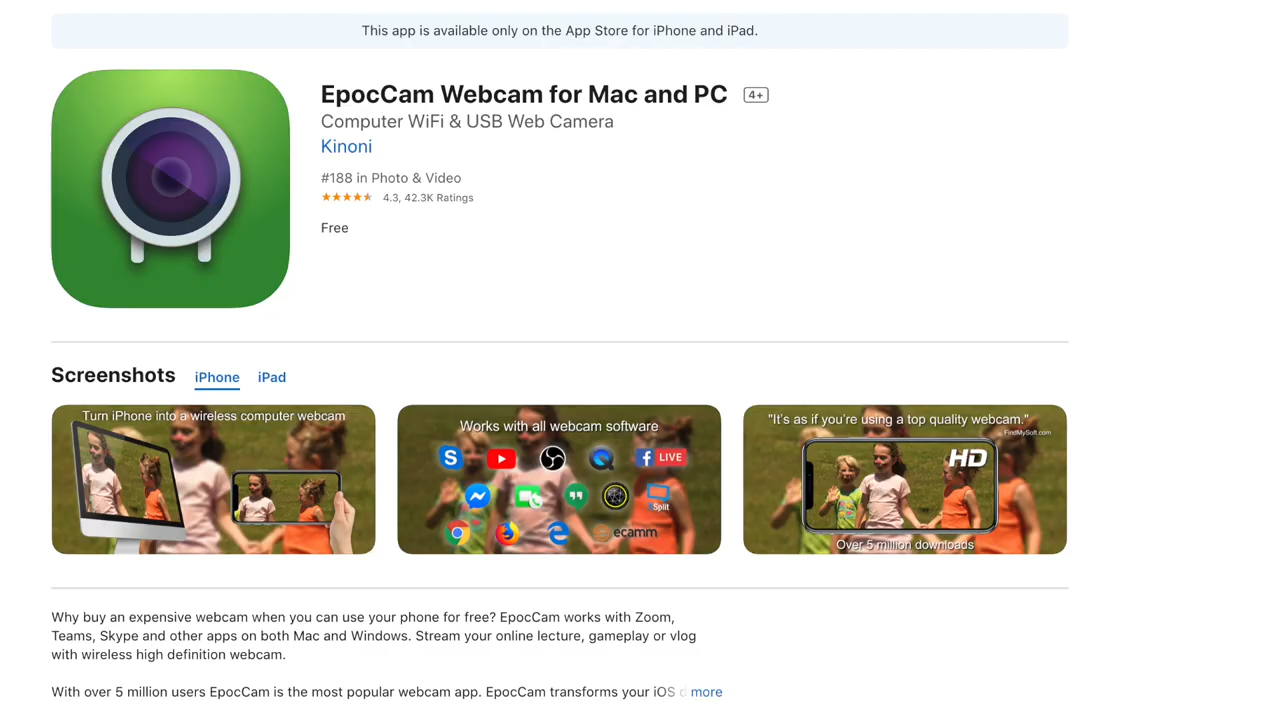 This app is available only on the App Store for iPhone and iPad.
EpocCam Webcam for Mac and PC 4+
Computer WiFi & USB Web Camera
Kinoni
#188 in Photo & Video
4.3, 42.3K Ratings
Free
Screenshots iPhone iPad
Turn iPhone into a wireless computer webcam
Works with all webcam software
LIVE
Split
ecamm
"It's as if you're using a top quality webcam."
FindMySoft.com
HD
Over 5 million downloads
Why buy an expensive webcam when you can use your phone for free? EpocCam works with Zoom,
Teams, Skype and other apps on both Mac and Windows. Stream your online lecture, gameplay or vlog
with wireless high definition webcam.
With over 5 million users EpocCam is the most popular webcam app. EpocCam transforms your iOS d more